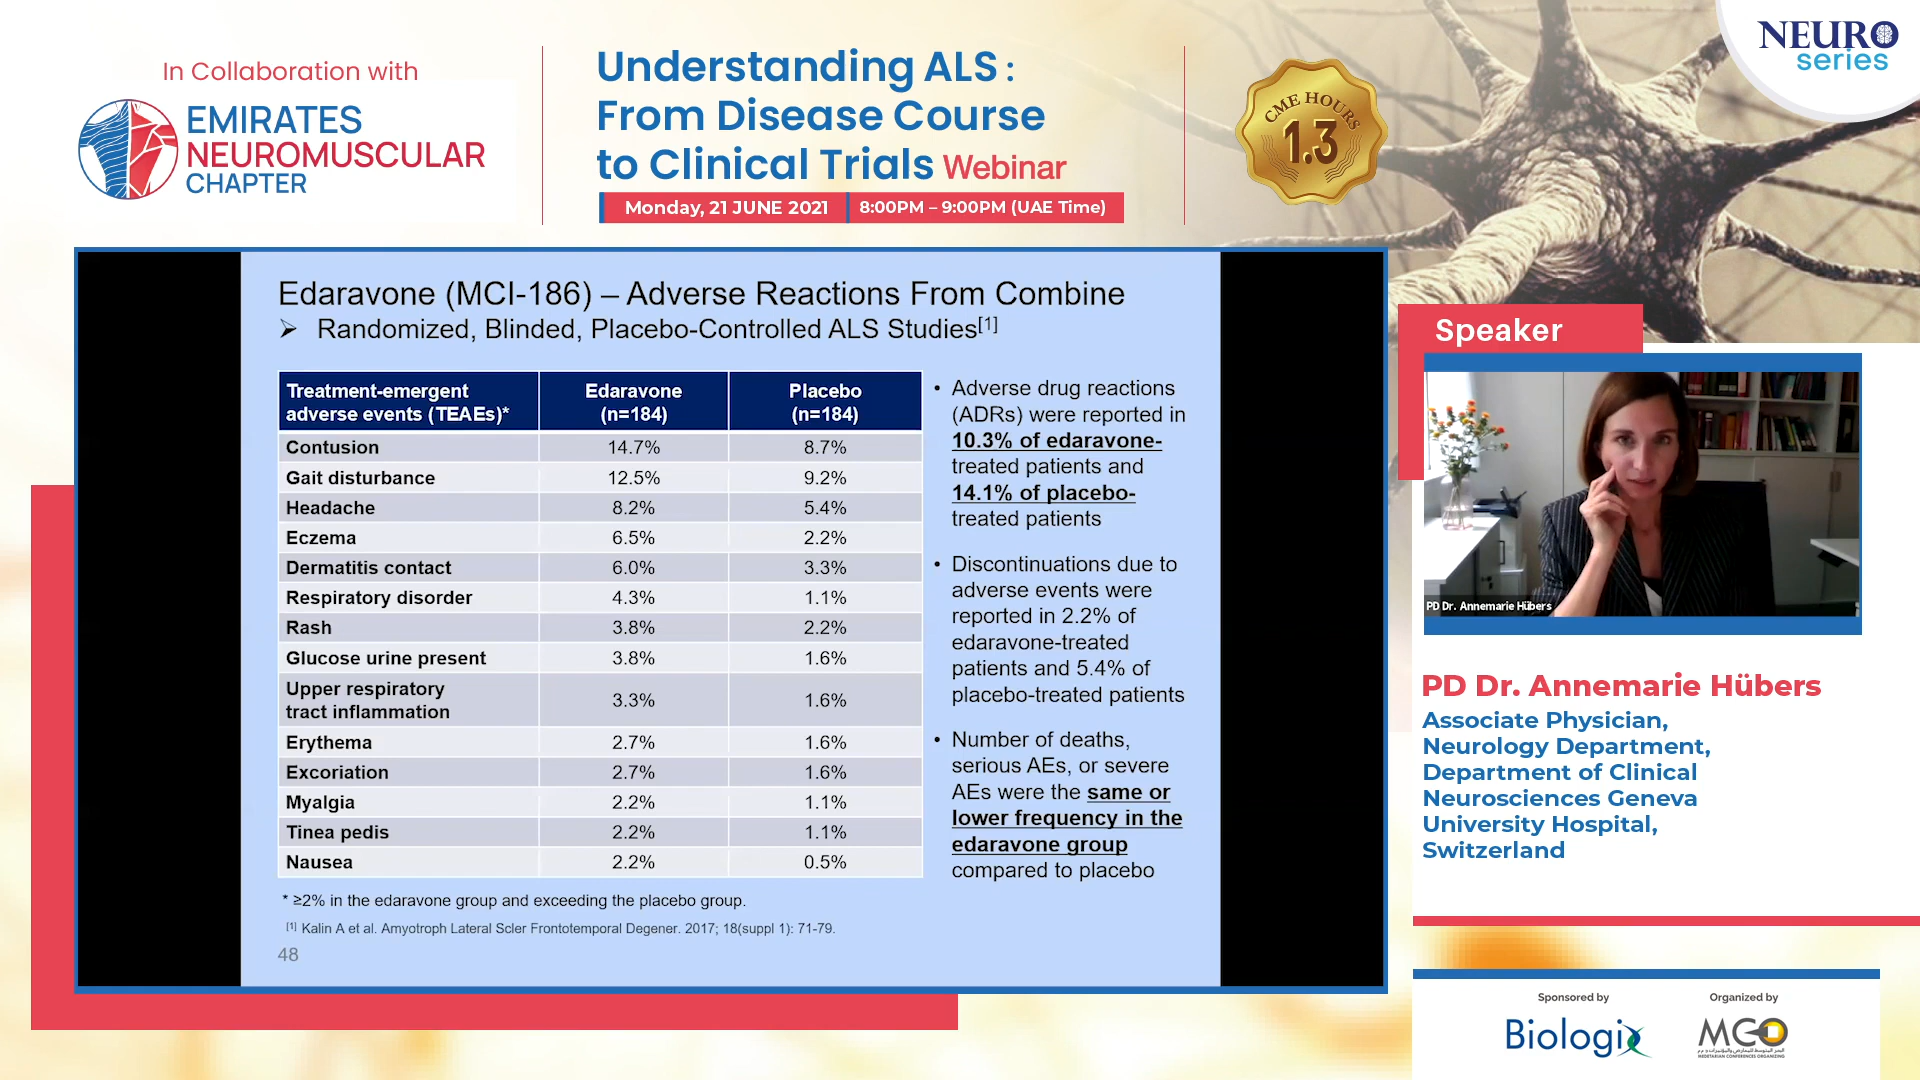 In Collaboration with
EMIRATES
NEUROMUSCULAR
CHAPTER
Understanding ALS :
From Disease Course
to Clinical Trials Webinar
Monday, 21 JUNE 2021
8:00PM – 9:00PM (UAE Time)
CME HOURS
1.3
NEURO
series
Edaravone (MCI-186) – Adverse Reactions From Combine
➢ Randomized, Blinded, Placebo-Controlled ALS Studies[1]
Treatment-emergent adverse events (TEAEs)* Edaravone (n=184) Placebo (n=184)
Contusion 14.7% 8.7%
Gait disturbance 12.5% 9.2%
Headache 8.2% 5.4%
Eczema 6.5% 2.2%
Dermatitis contact 6.0% 3.3%
Respiratory disorder 4.3% 1.1%
Rash 3.8% 2.2%
Glucose urine present 3.8% 1.6%
Upper respiratory tract inflammation 3.3% 1.6%
Erythema 2.7% 1.6%
Excoriation 2.7% 1.6%
Myalgia 2.2% 1.1%
Tinea pedis 2.2% 1.1%
Nausea 2.2% 0.5%
* ≥2% in the edaravone group and exceeding the placebo group.
[1] Kalin A et al. Amyotroph Lateral Scler Frontotemporal Degener. 2017; 18(suppl 1): 71-79.
48
• Adverse drug reactions
(ADRs) were reported in
10.3% of edaravone-
treated patients and
14.1% of placebo-
treated patients
• Discontinuations due to
adverse events were
reported in 2.2% of
edaravone-treated
patients and 5.4% of
placebo-treated patients
• Number of deaths,
serious AEs, or severe
AEs were the same or
lower frequency in the
edaravone group
compared to placebo
Speaker
PD Dr. Annemarie Hübers
PD Dr. Annemarie Hübers
Associate Physician,
Neurology Department,
Department of Clinical
Neurosciences Geneva
University Hospital,
Switzerland
Sponsored by
Biologix
Organized by
MCO